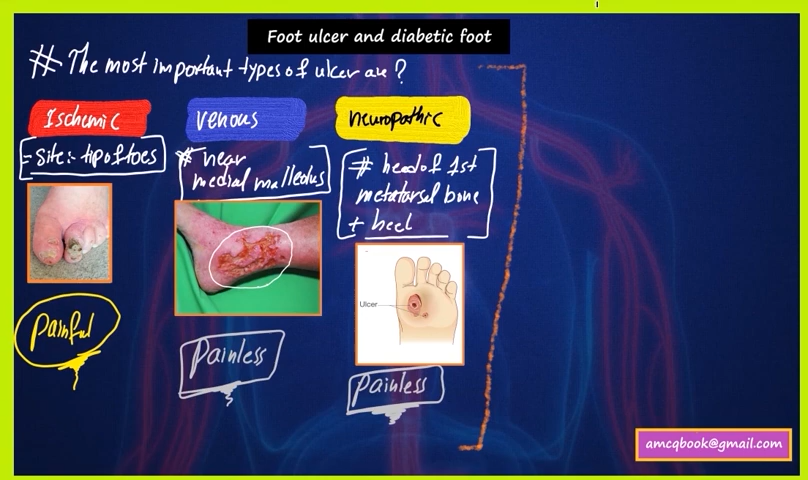 Foot ulcer and diabetic foot
# The most important types of ulcer are?
Ischemic
= Site:- tip of toes
Painful
venous
# near
medial malleolus
Painless
neuropathic
# head of 1st
metatarsal bone
+ heel
Ulcer
Painless
amcqbook@gmail.com